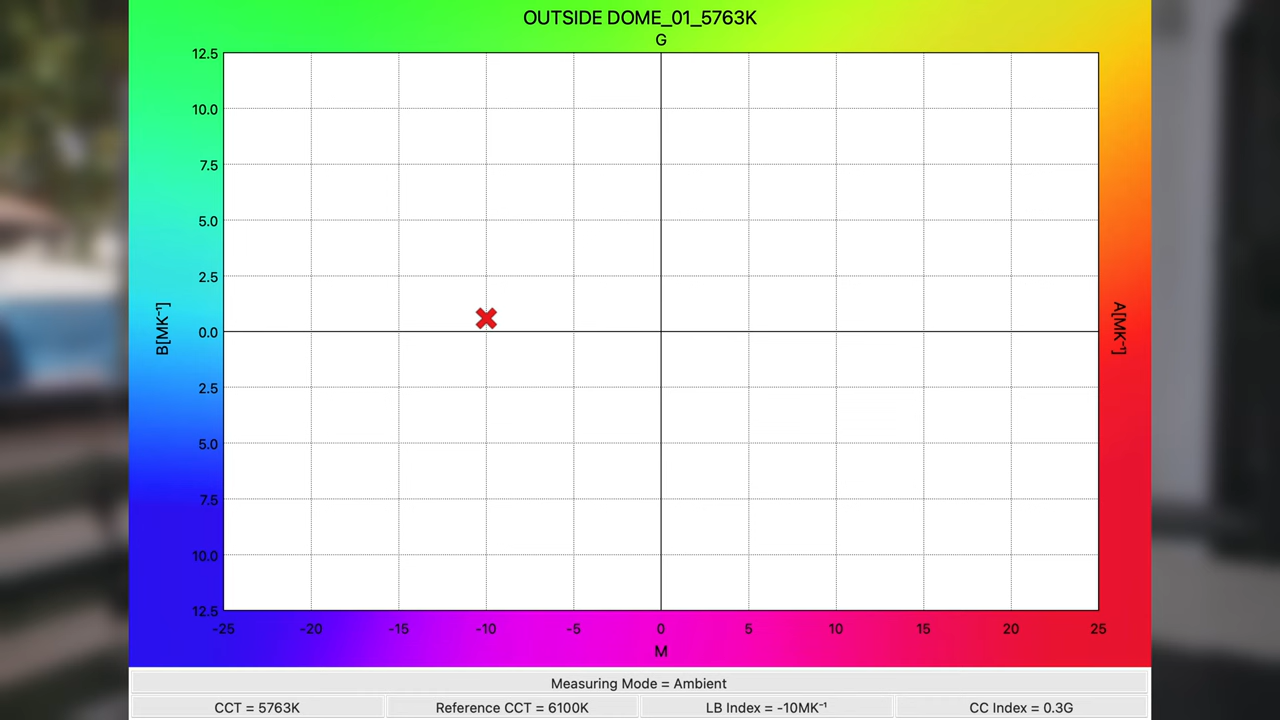 OUTSIDE DOME_01_5763K
G
12.5
10.0
7.5
5.0
2.5
B[MK⁻¹]
A[MK⁻¹]
0.0
2.5
5.0
7.5
10.0
12.5
-25 -20 -15 -10 -5 0 5 10 15 20 25
M
Measuring Mode = Ambient
CCT = 5763K Reference CCT = 6100K LB Index = -10MK⁻¹ CC Index = 0.3G